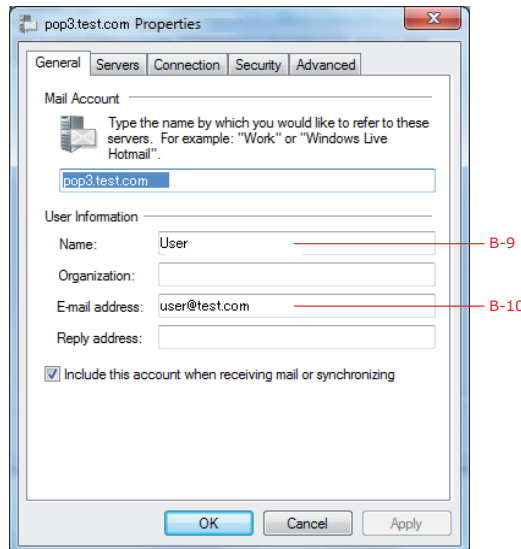 pop3.test.com Properties
General Servers Connection Security Advanced
Mail Account
Type the name by which you would like to refer to these
servers. For example: "Work" or "Windows Live
Hotmail".
pop3.test.com
User Information
Name: User B-9
Organization:
E-mail address: user@test.com B-10
Reply address:
Include this account when receiving mail or synchronizing
OK Cancel Apply